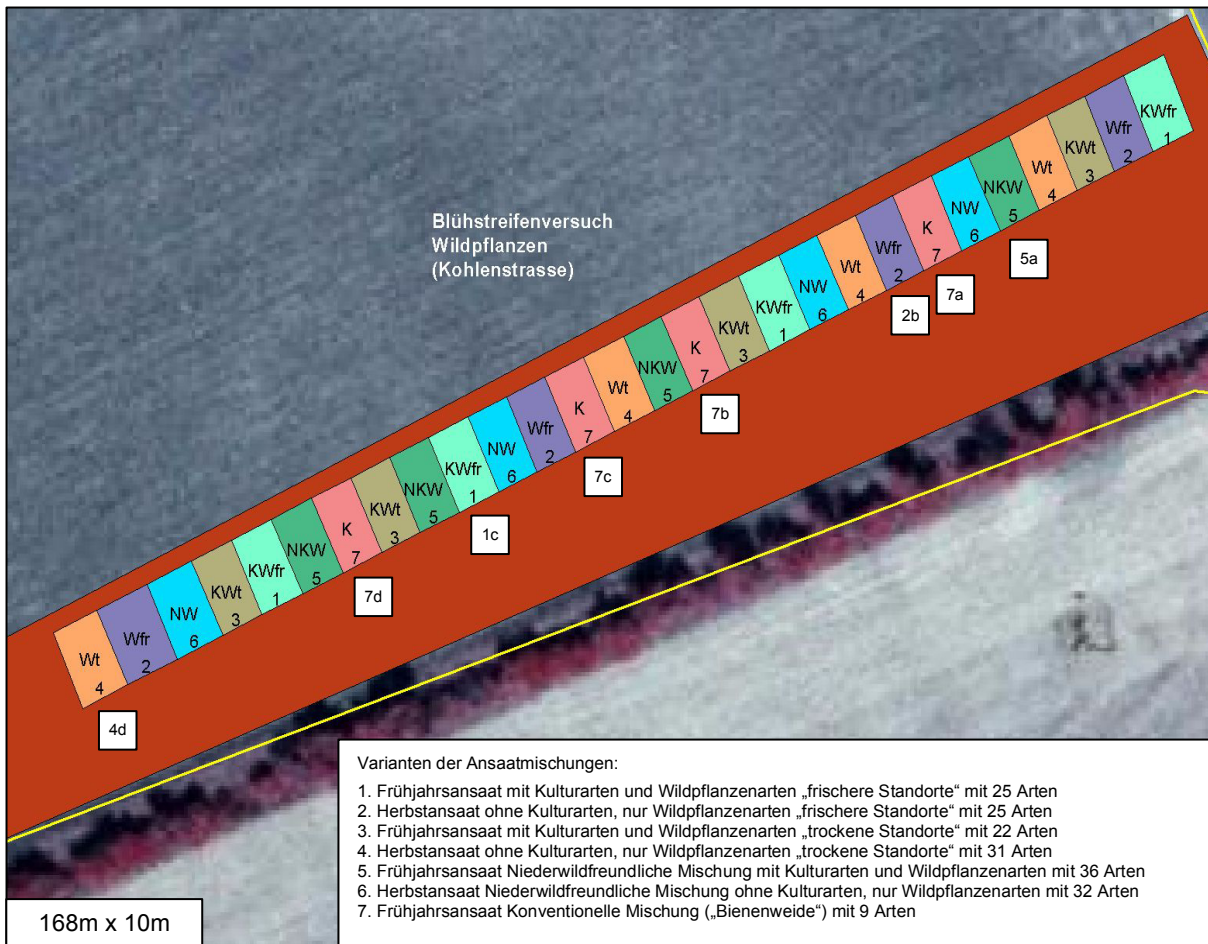 Blühstreifenversuch
Wildpflanzen
(Kohlenstrasse)
Wt
4
Wfr
2
NW
6
KWt
3
KWfr
1
NKW
5
K
7
KWt
3
NKW
5
KWfr
1
NW
6
Wfr
2
K
7
Wt
4
NKW
5
K
7
KWt
3
KWfr
1
NW
6
Wt
4
Wfr
2
K
7
NW
6
NKW
5
Wt
4
KWt
3
Wfr
2
KWfr
1
4d
7d
1c
7c
7b
2b
7a
5a
Varianten der Ansaatmischungen:
1. Frühjahrsansaat mit Kulturarten und Wildpflanzenarten „frischere Standorte“ mit 25 Arten
2. Herbstansaat ohne Kulturarten, nur Wildpflanzenarten „frischere Standorte“ mit 25 Arten
3. Frühjahrsansaat mit Kulturarten und Wildpflanzenarten „trockene Standorte“ mit 22 Arten
4. Herbstansaat ohne Kulturarten, nur Wildpflanzenarten „trockene Standorte“ mit 31 Arten
5. Frühjahrsansaat Niederwildfreundliche Mischung mit Kulturarten und Wildpflanzenarten mit 36 Arten
6. Herbstansaat Niederwildfreundliche Mischung ohne Kulturarten, nur Wildpflanzenarten mit 32 Arten
7. Frühjahrsansaat Konventionelle Mischung („Bienenweide“) mit 9 Arten
168m x 10m